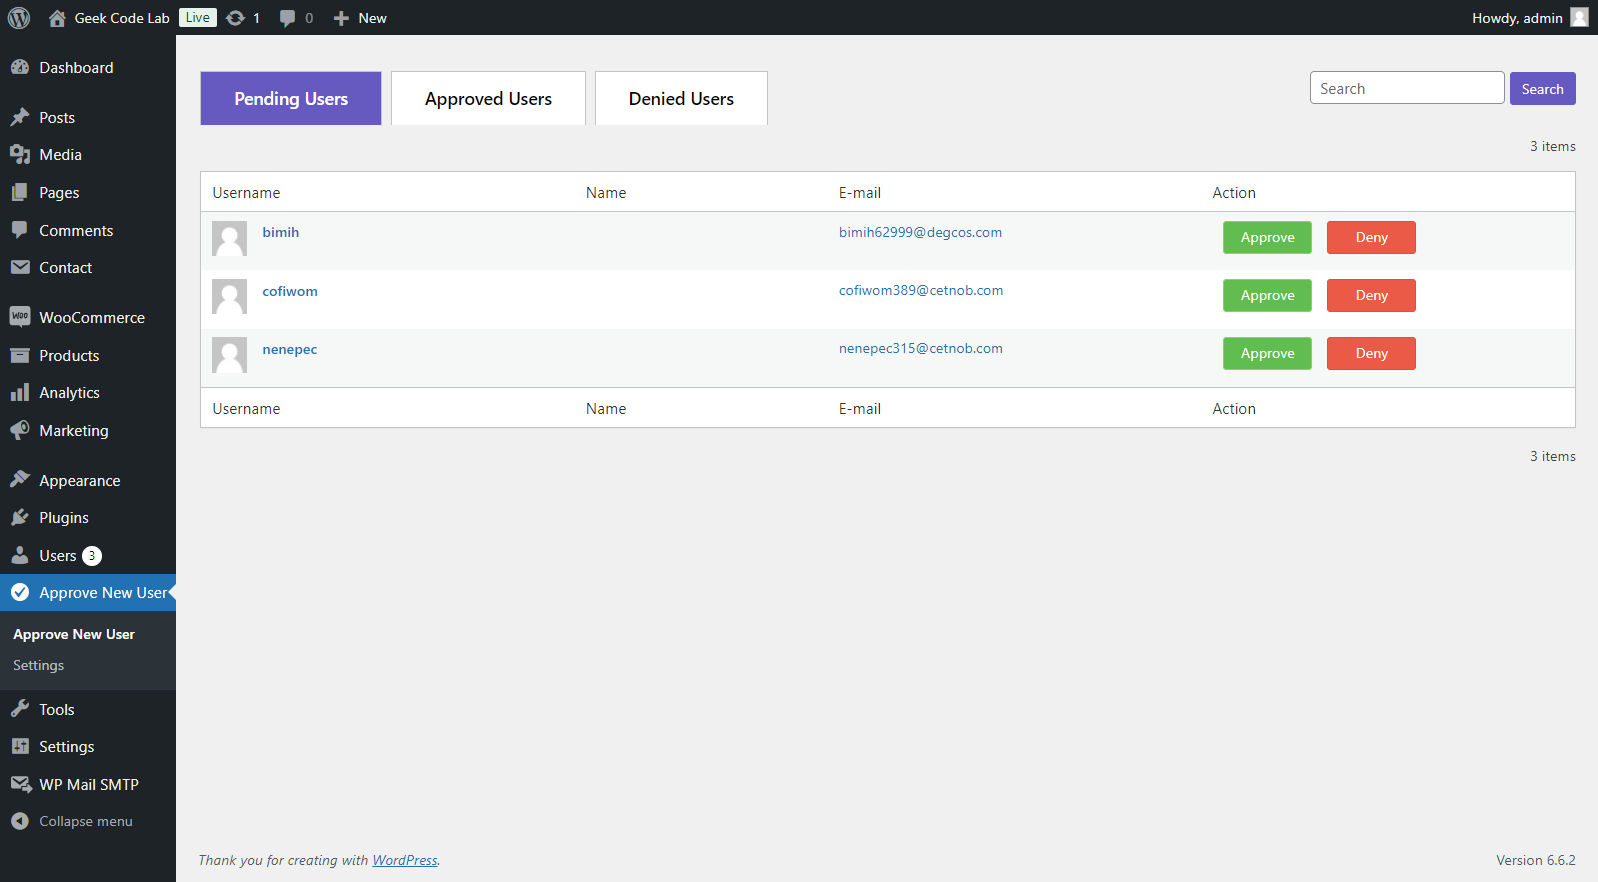 Geek Code Lab Live 1 0 New Howdy, admin
Dashboard
Posts
Media
Pages
Comments
Contact
WooCommerce
Products
Analytics
Marketing
Appearance
Plugins
Users 3
Approve New User
Approve New User
Settings
Tools
Settings
WP Mail SMTP
Collapse menu
Pending Users Approved Users Denied Users
Search Search
3 items
Username Name E-mail Action
bimih bimih62999@degcos.com Approve Deny
cofiwom cofiwom389@cetnob.com Approve Deny
nenepec nenepec315@cetnob.com Approve Deny
Username Name E-mail Action
3 items
Thank you for creating with WordPress. Version 6.6.2